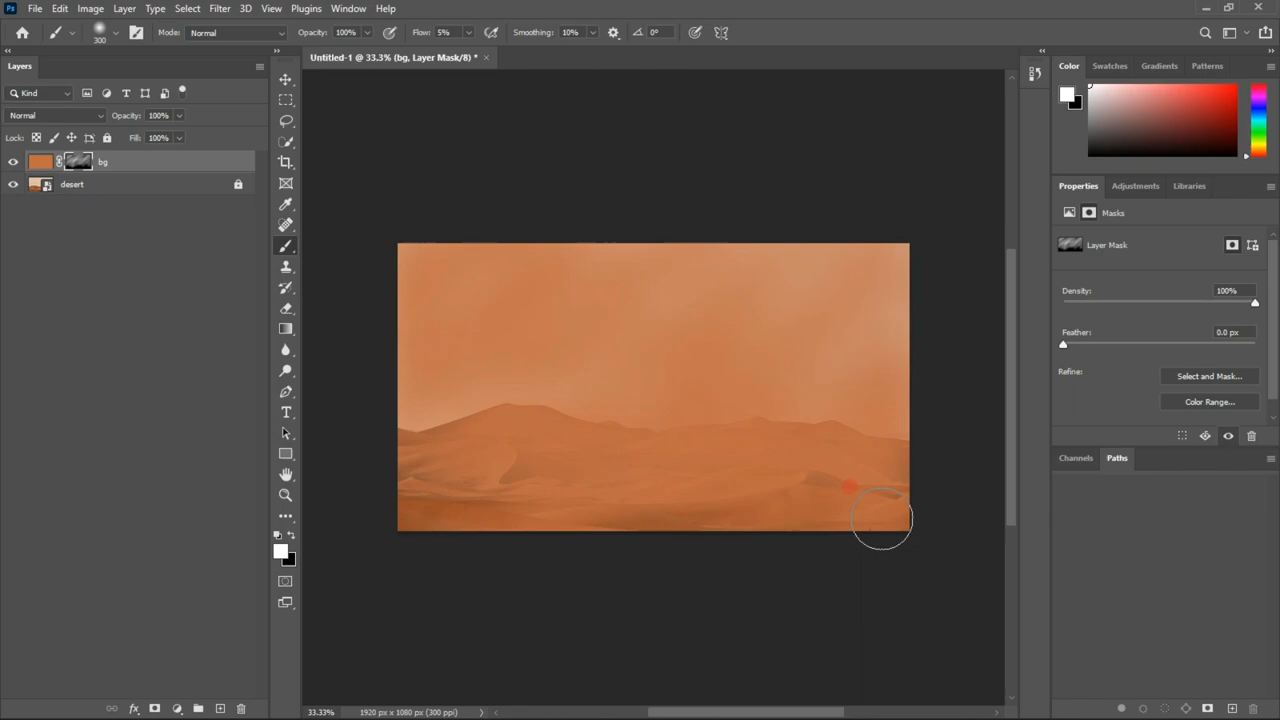 Ps File Edit Image Layer Type Select Filter 3D View Plugins Window Help
300 Mode: Normal Opacity: 100% Flow: 5% Smoothing: 10% 0°
Layers
Untitled-1 @ 33.3% (bg, Layer Mask/8) *
Color Swatches Gradients Patterns
Kind
Normal Opacity: 100%
Lock: Fill: 100%
bg
desert
Properties Adjustments Libraries
Masks
Layer Mask
Density: 100%
Feather: 0.0 px
Refine: Select and Mask...
Color Range...
Channels Paths
fx
33.33% 1920 px x 1080 px (300 ppi)